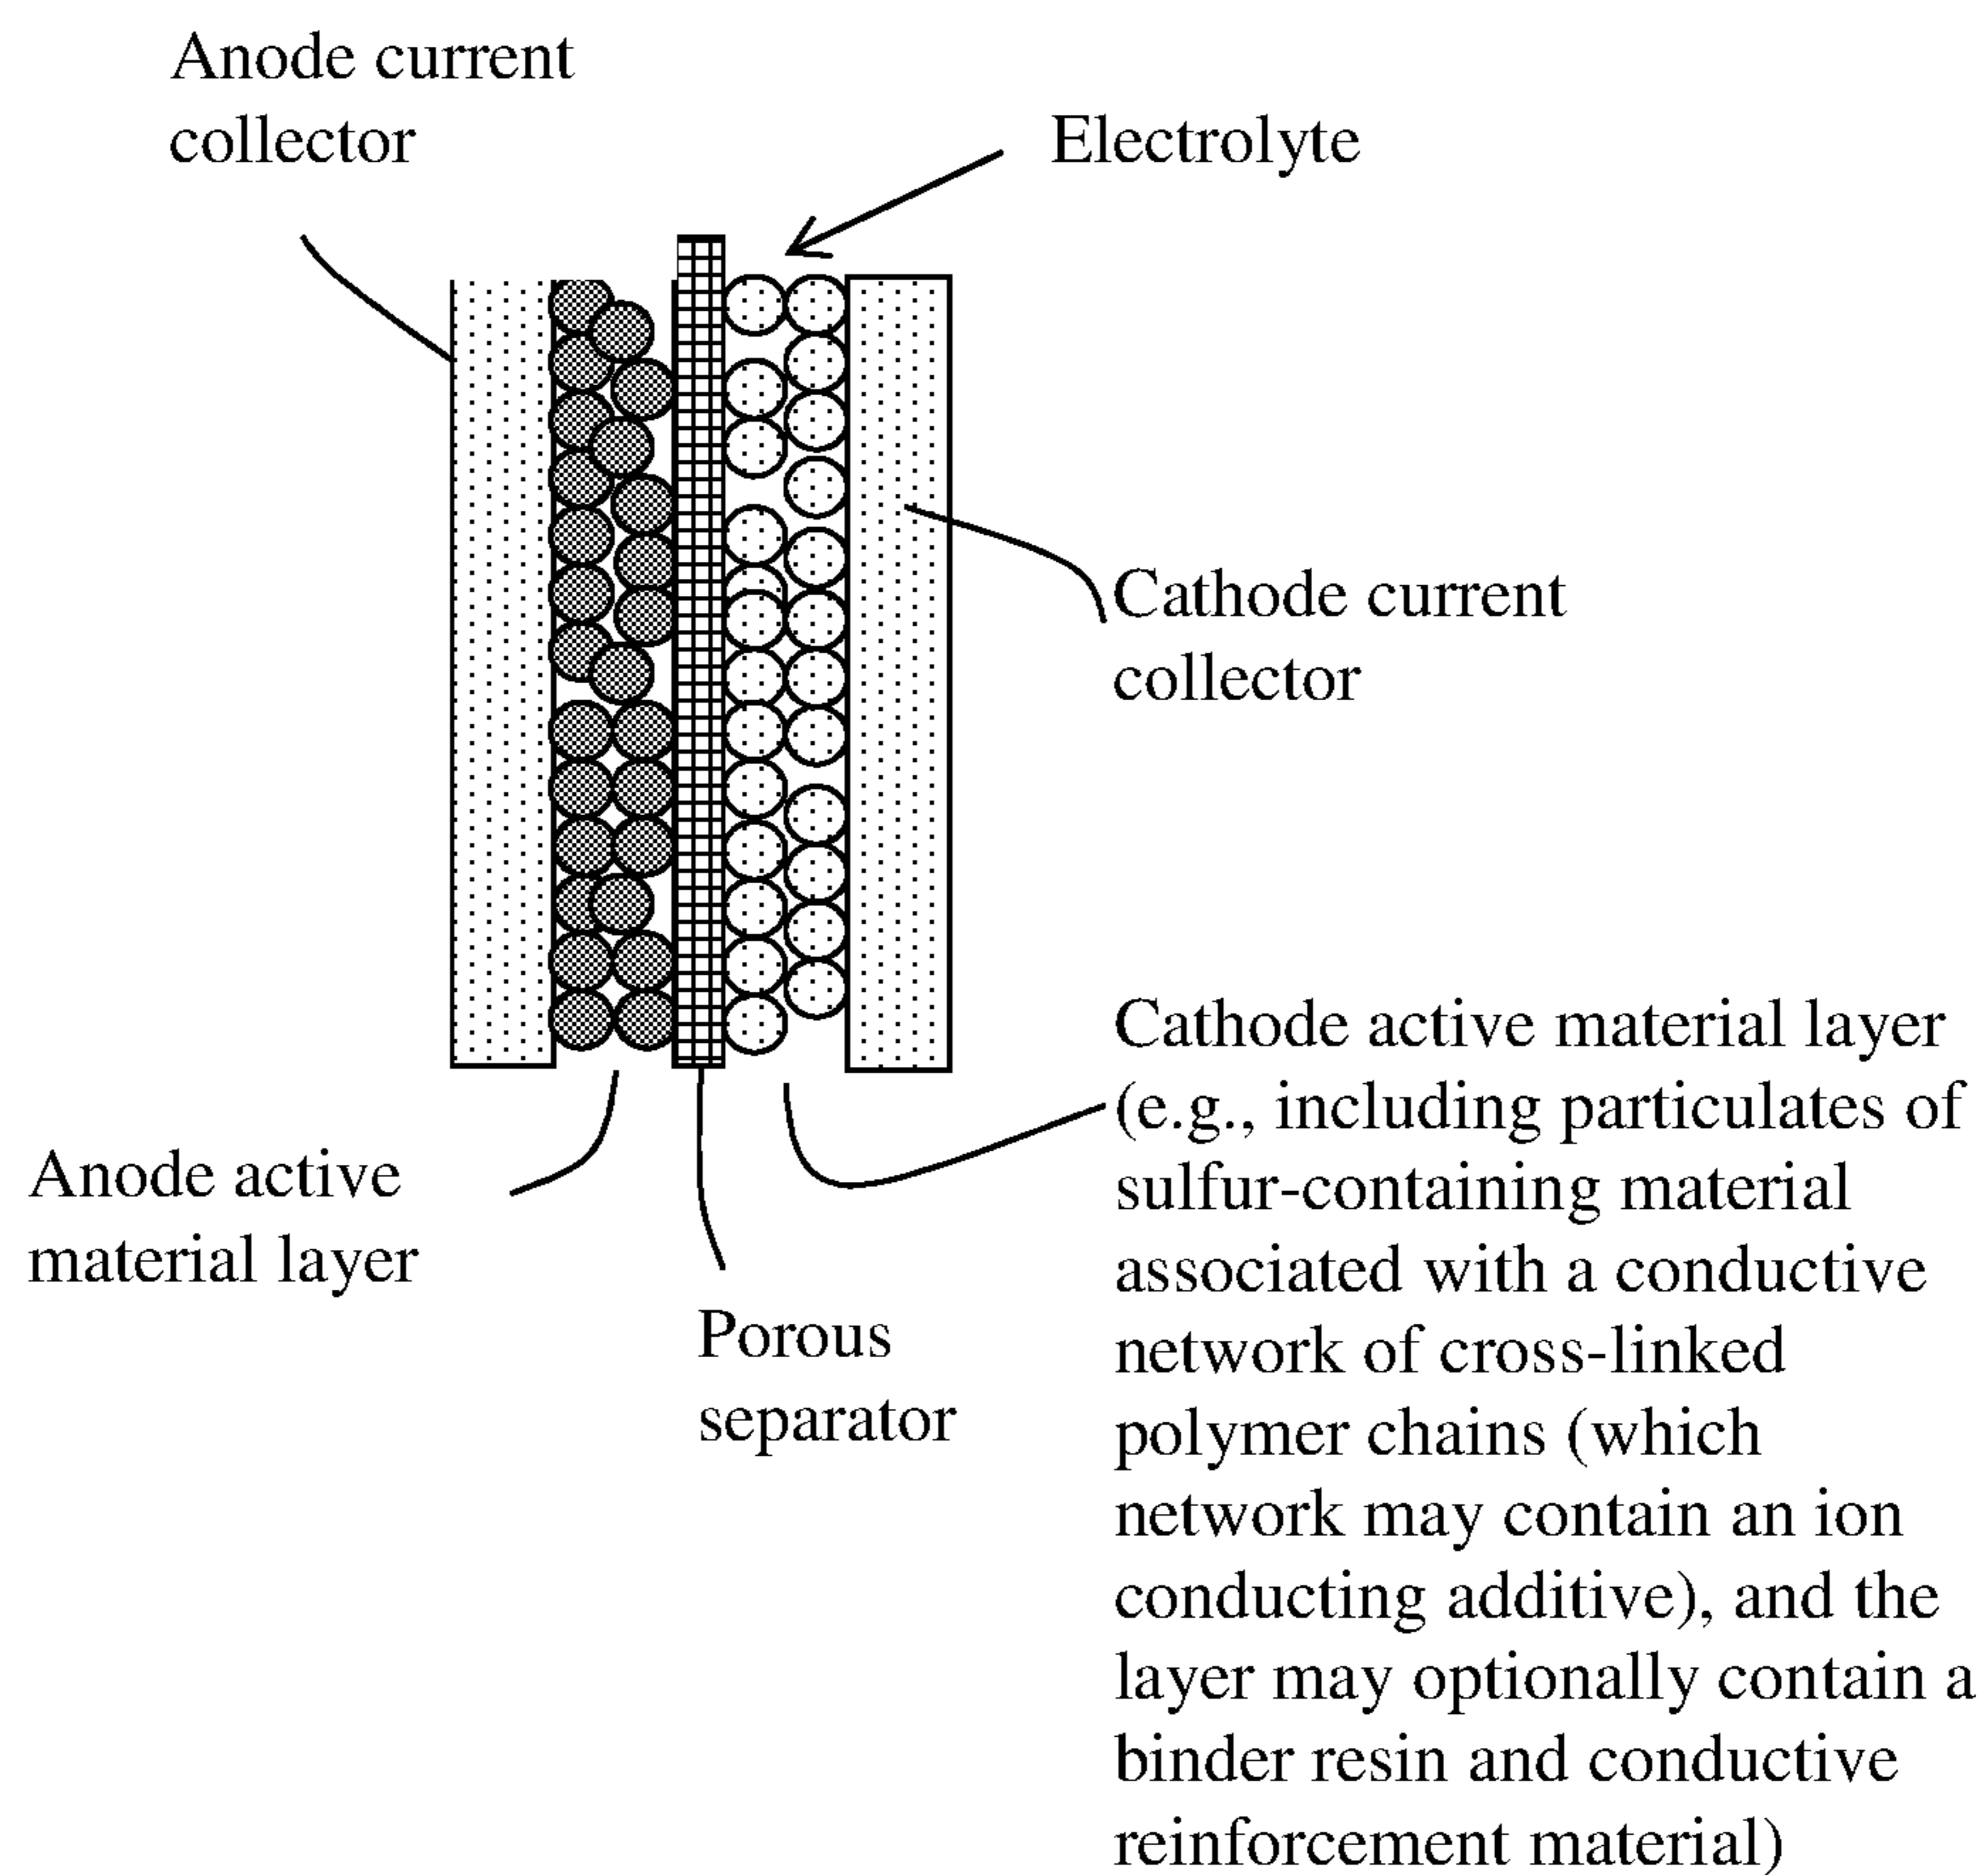 Anode current
collector
Electrolyte
Cathode current
collector
Anode active
material layer
Porous
separator
Cathode active material layer
(e.g., including particulates of
sulfur-containing material
associated with a conductive
network of cross-linked
polymer chains (which
network may contain an ion
conducting additive), and the
layer may optionally contain a
binder resin and conductive
reinforcement material)